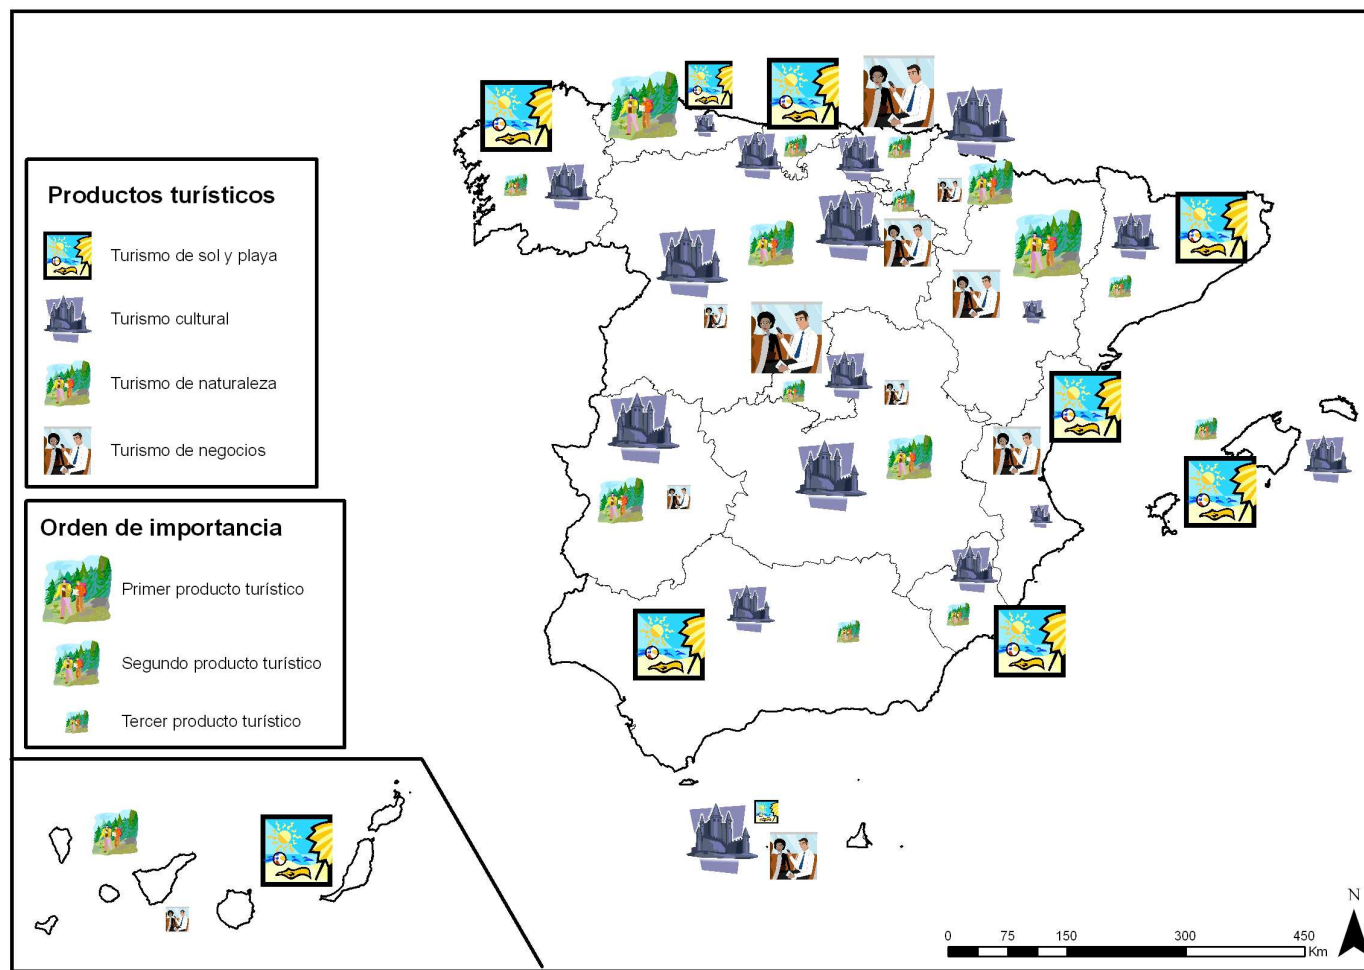 Productos turísticos
Turismo de sol y playa
Turismo cultural
Turismo de naturaleza
Turismo de negocios
Orden de importancia
Primer producto turístico
Segundo producto turístico
Tercer producto turístico
N
0 75 150 300 450
Km